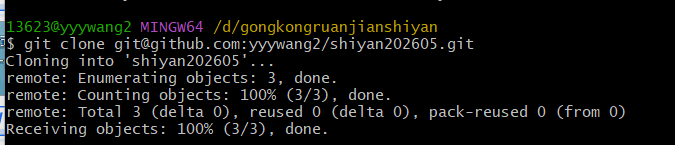 13623@yyywang2 MINGW64 /d/gongkongruanjianshiyan
$ git clone git@github.com:yyywang2/shiyan202605.git
Cloning into 'shiyan202605'...
remote: Enumerating objects: 3, done.
remote: Counting objects: 100% (3/3), done.
remote: Total 3 (delta 0), reused 0 (delta 0), pack-reused 0 (from 0)
Receiving objects: 100% (3/3), done.